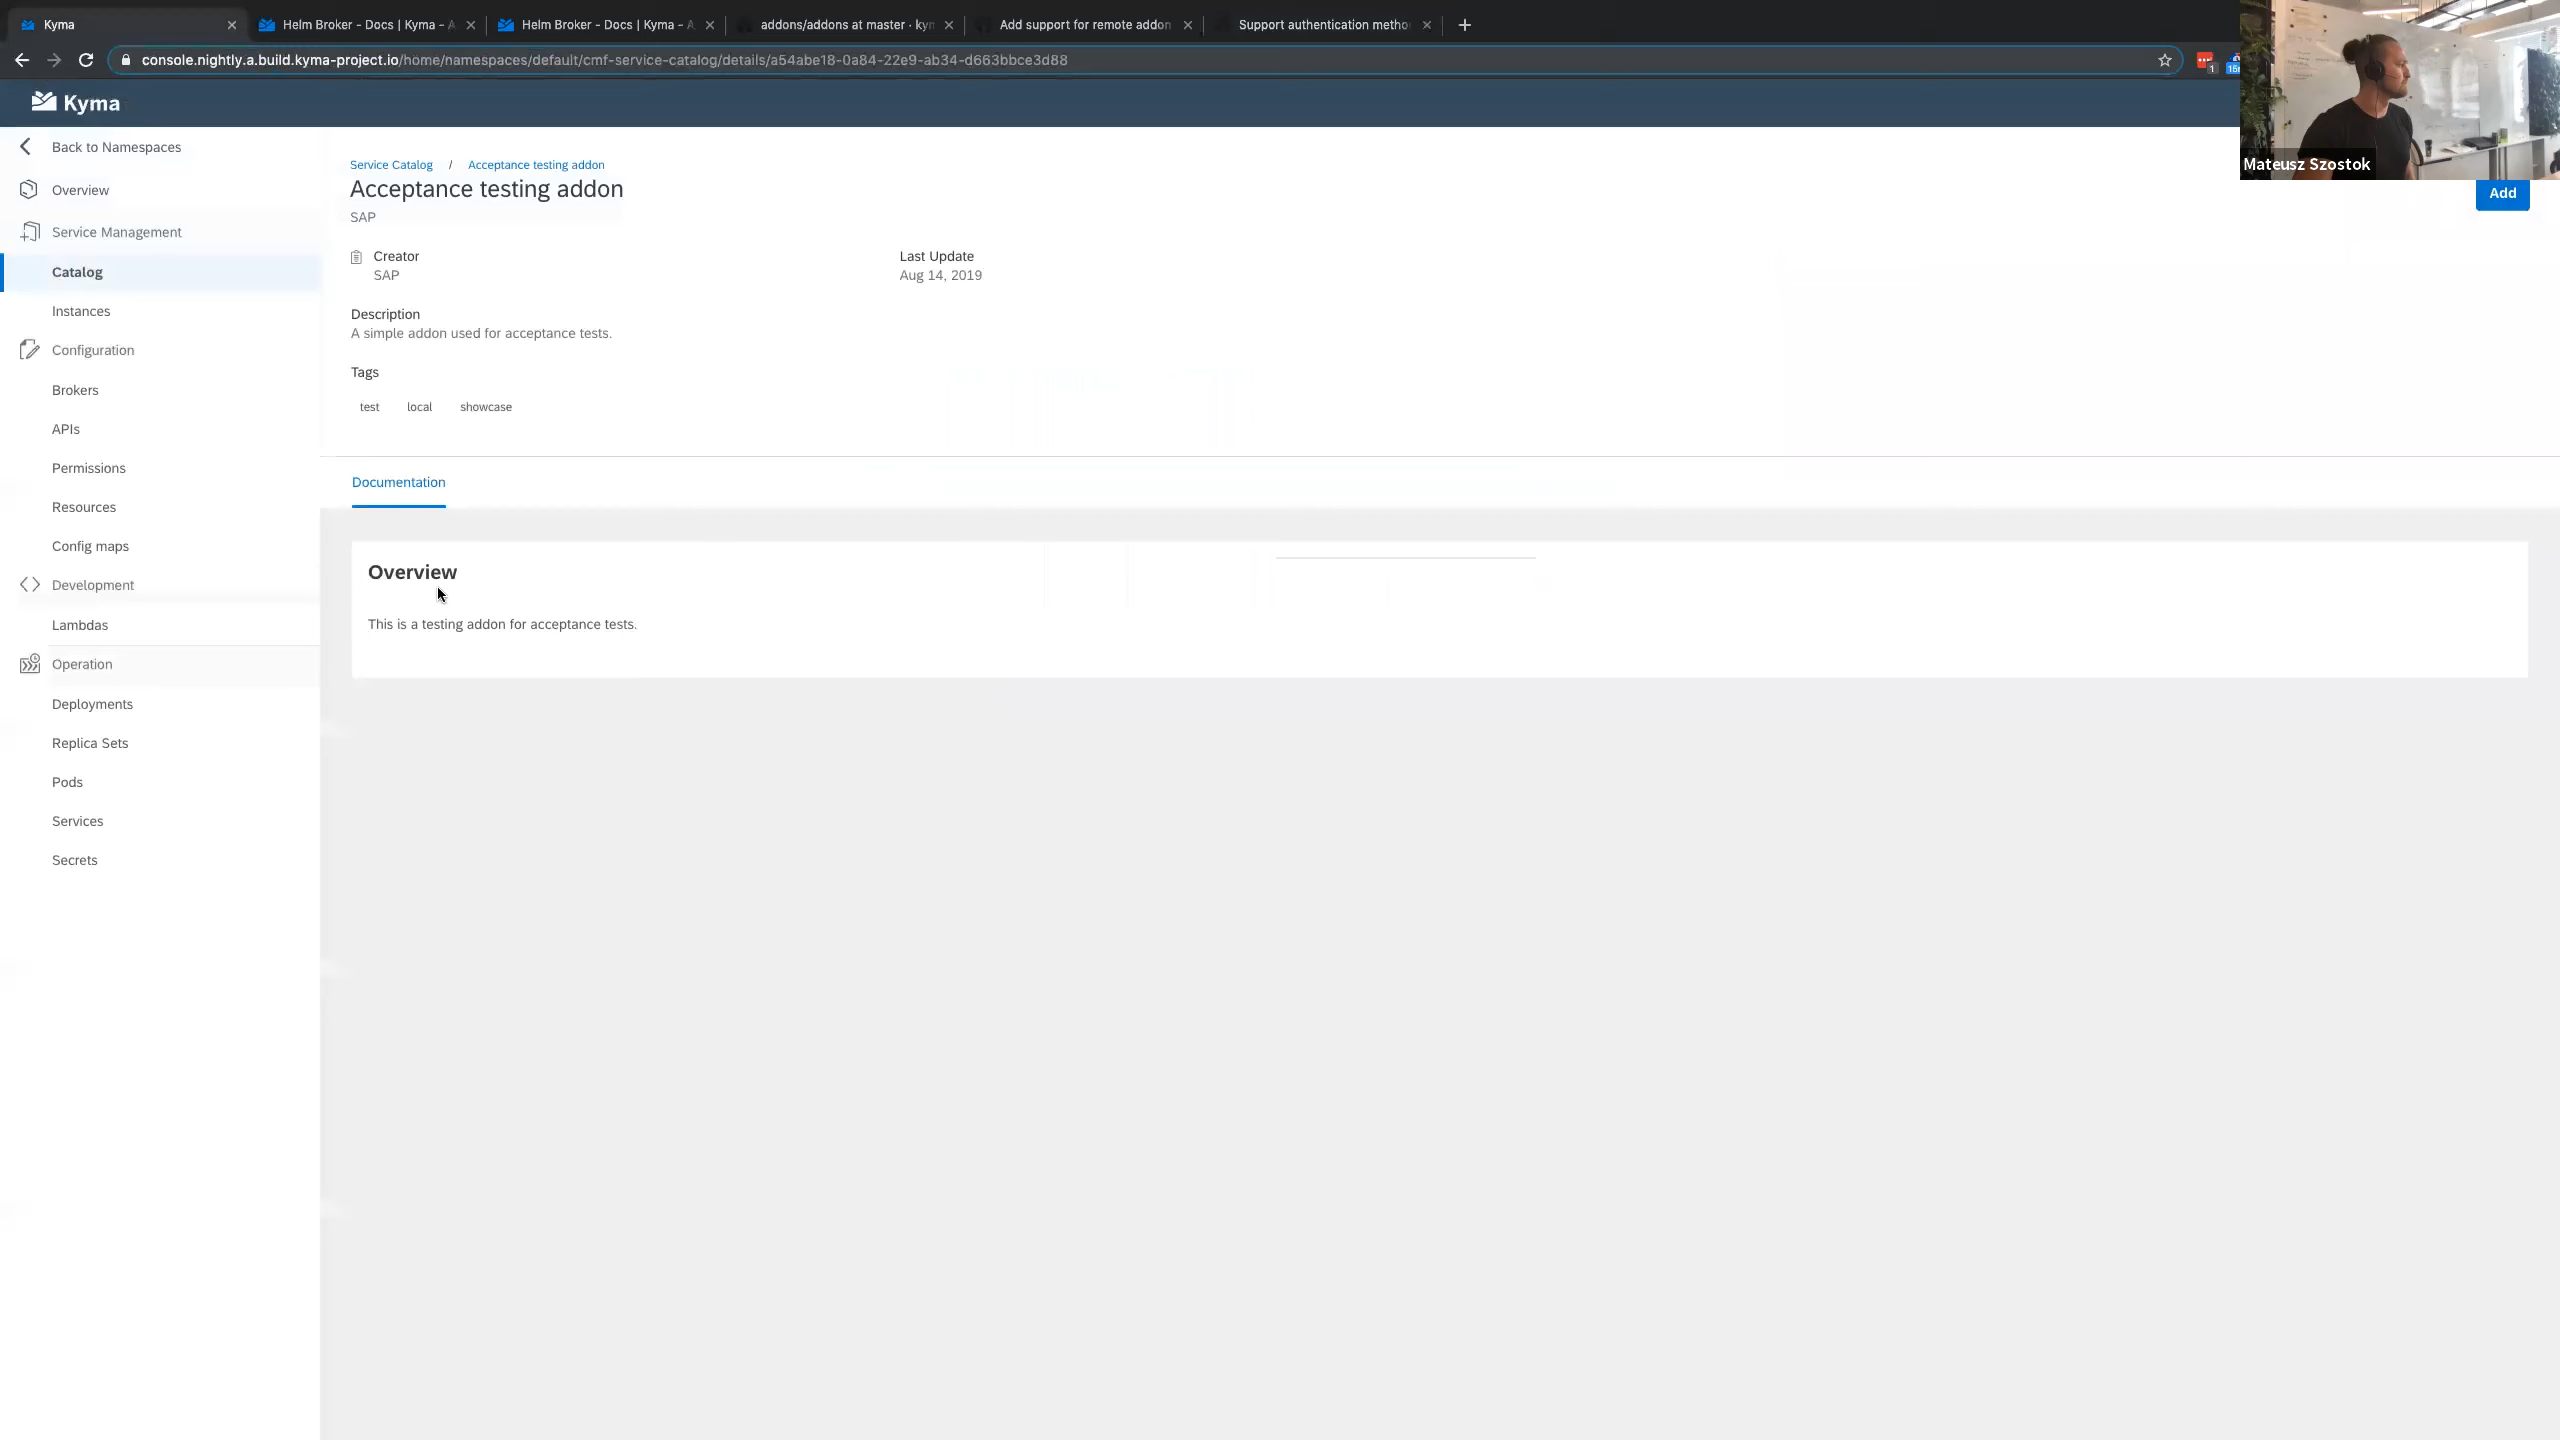 Kyma
Helm Broker - Docs | Kyma - A
Helm Broker - Docs | Kyma - A
addons/addons at master · kym
Add support for remote addon
Support authentication metho
console.nightly.a.build.kyma-project.io/home/namespaces/default/cmf-service-catalog/details/a54abe18-0a84-22e9-ab34-d663bbce3d88
1
Kyma
Mateusz Szostok
Back to Namespaces
Overview
Service Management
Catalog
Instances
Configuration
Brokers
APIs
Permissions
Resources
Config maps
Development
Lambdas
Operation
Deployments
Replica Sets
Pods
Services
Secrets
Service Catalog / Acceptance testing addon
Acceptance testing addon
Add
SAP
Creator
SAP
Last Update
Aug 14, 2019
Description
A simple addon used for acceptance tests.
Tags
test local showcase
Documentation
Overview
This is a testing addon for acceptance tests.